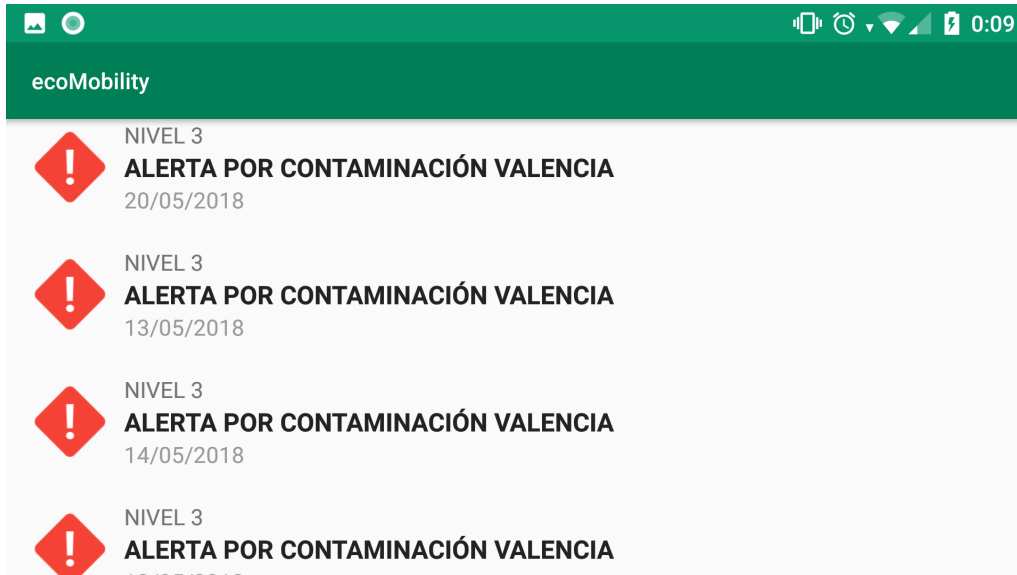 0:09
ecoMobility
NIVEL 3
ALERTA POR CONTAMINACIÓN VALENCIA
20/05/2018
NIVEL 3
ALERTA POR CONTAMINACIÓN VALENCIA
13/05/2018
NIVEL 3
ALERTA POR CONTAMINACIÓN VALENCIA
14/05/2018
NIVEL 3
ALERTA POR CONTAMINACIÓN VALENCIA